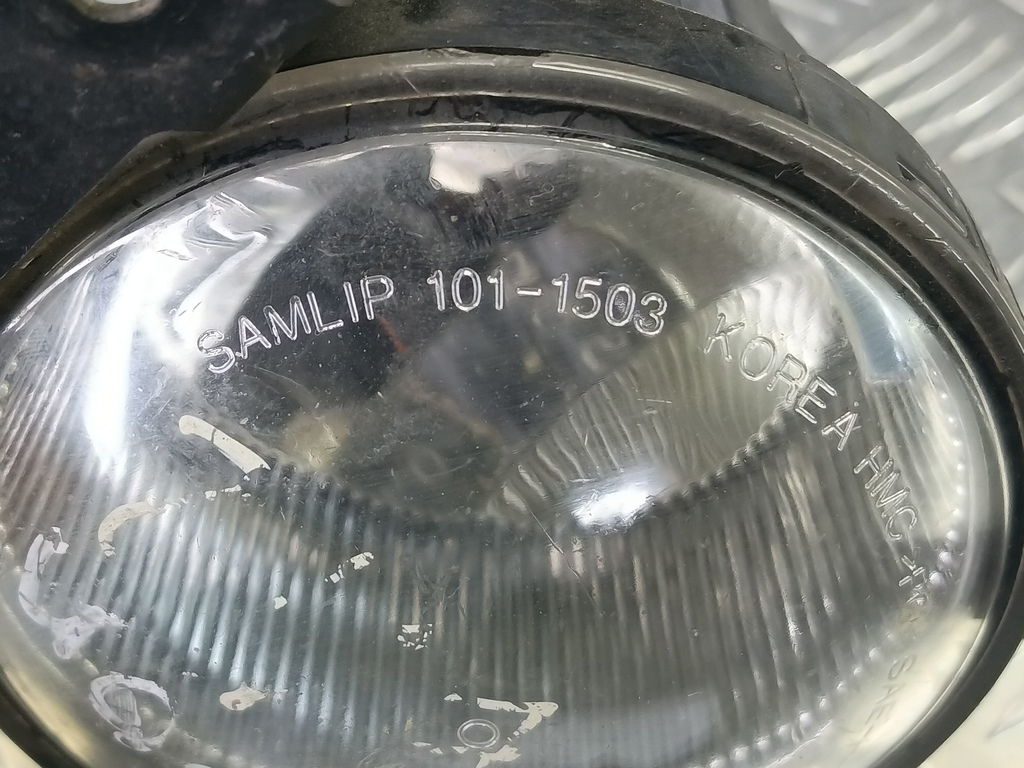 SAMLIP 101-1503 KOREA HMC